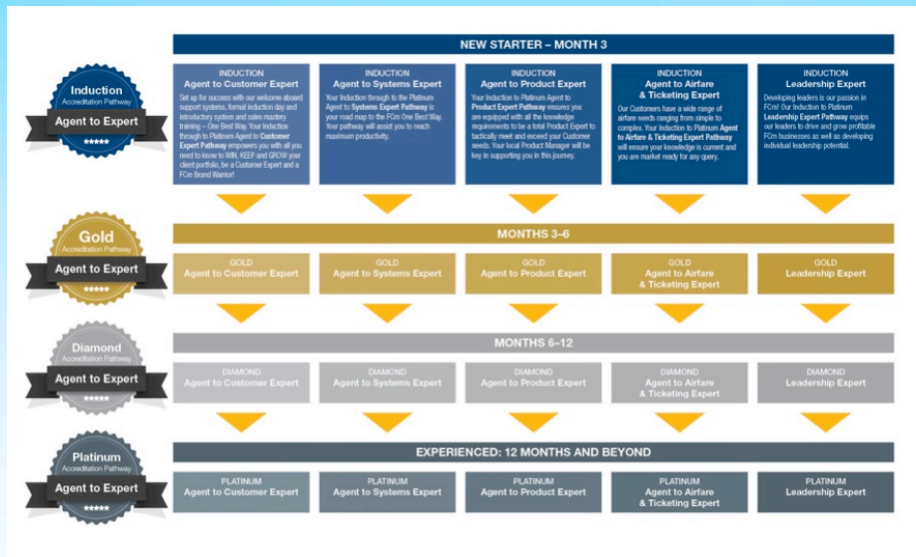 NEW STARTER – MONTH 3
Induction
Accreditation Pathway
Agent to Expert
INDUCTION
Agent to Customer Expert
Set up for success with our welcome aboard
support systems, formal induction day and
introductory system and sales mastery
training – One Best Way. Your Induction
through to Platinum Agent to Customer
Expert Pathway empowers you with all you
need to know to WIN, KEEP and GROW your
client portfolio, be a Customer Expert and a
FCm Brand Warrior!
INDUCTION
Agent to Systems Expert
Your Induction through to the Platinum
Agent to Systems Expert Pathway is
your road map to the FCm One Best Way.
Your pathway will assist you to reach
maximum productivity.
INDUCTION
Agent to Product Expert
Your Induction to Platinum Agent to
Product Expert Pathway ensures you
are equipped with all the knowledge
requirements to be a total Product Expert to
tactically meet and exceed your Customer
needs. Your local Product Manager will be
key in supporting you in this journey.
INDUCTION
Agent to Airfare
& Ticketing Expert
Our Customers have a wide range of
airfare needs ranging from simple to
complex. Your Induction to Platinum Agent
to Airfare & Ticketing Expert Pathway
will ensure your knowledge is current and
you are market ready for any query.
INDUCTION
Leadership Expert
Developing leaders is our passion in
FCm! Our Induction to Platinum
Leadership Expert Pathway equips
our leaders to drive and grow profitable
FCm businesses as well as developing
individual leadership potential.
Gold
Accreditation Pathway
Agent to Expert
MONTHS 3–6
GOLD
Agent to Customer Expert
GOLD
Agent to Systems Expert
GOLD
Agent to Product Expert
GOLD
Agent to Airfare
& Ticketing Expert
GOLD
Leadership Expert
Diamond
Accreditation Pathway
Agent to Expert
MONTHS 6–12
DIAMOND
Agent to Customer Expert
DIAMOND
Agent to Systems Expert
DIAMOND
Agent to Product Expert
DIAMOND
Agent to Airfare
& Ticketing Expert
DIAMOND
Leadership Expert
Platinum
Accreditation Pathway
Agent to Expert
EXPERIENCED: 12 MONTHS AND BEYOND
PLATINUM
Agent to Customer Expert
PLATINUM
Agent to Systems Expert
PLATINUM
Agent to Product Expert
PLATINUM
Agent to Airfare
& Ticketing Expert
PLATINUM
Leadership Expert